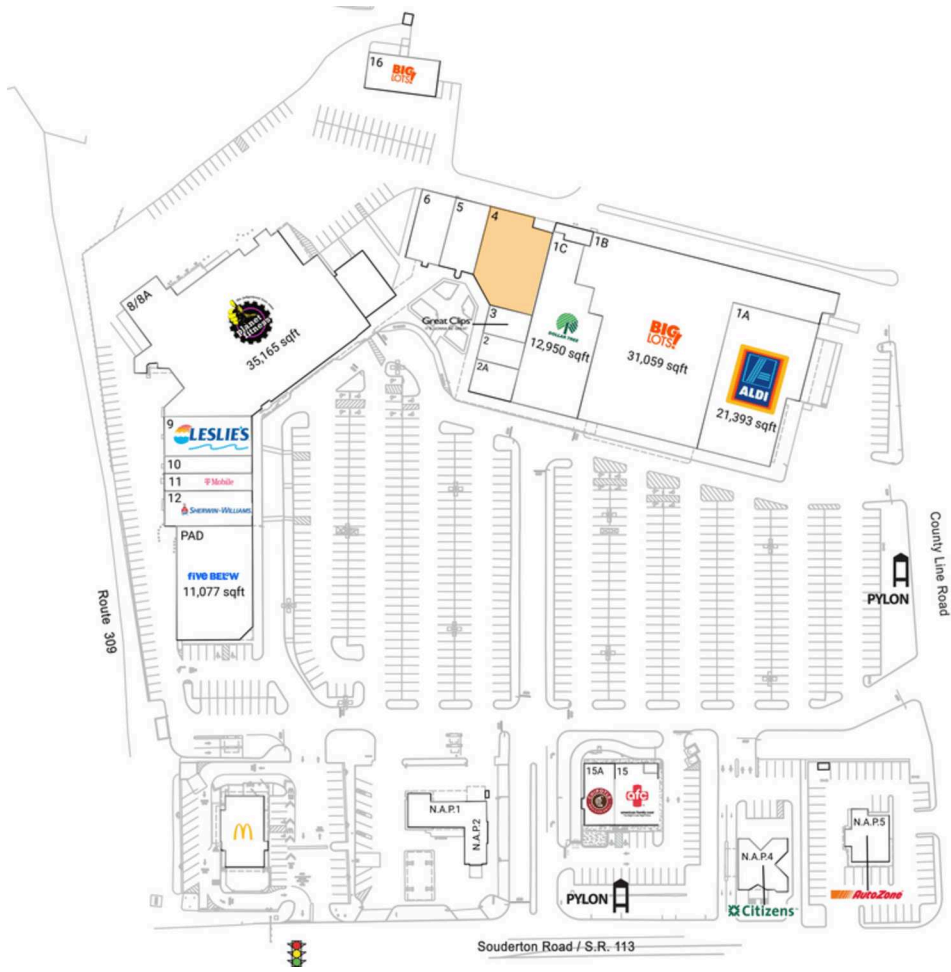 16
BIG
LOTS!
6
5
4
1C
1B
8/8A
planet
fitness
35,165 sqft
3
Great Clips
2
2A
DOLLAR TREE
12,950 sqft
BIG
LOTS!
31,059 sqft
1A
ALDI
21,393 sqft
9
LESLIE'S
10
11
T Mobile
12
SHERWIN-WILLIAMS
PAD
five BELOW
11,077 sqft
Route 309
County Line Road
PYLON
N.A.P.1
N.A.P.2
15A
15
CHIPOTLE
afc
N.A.P.4
N.A.P.5
PYLON
Citizens
AutoZone
Souderton Road / S.R. 113